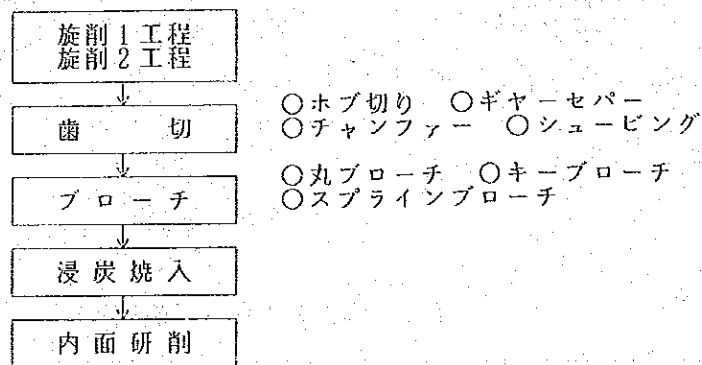 旋削1工程
旋削2工程
歯切
○ホブ切り ○ギヤーセパー
○チャンファー ○シュービング
ブローチ
○丸ブローチ ○キーブローチ
○スプラインブローチ
浸炭焼入
内面研削